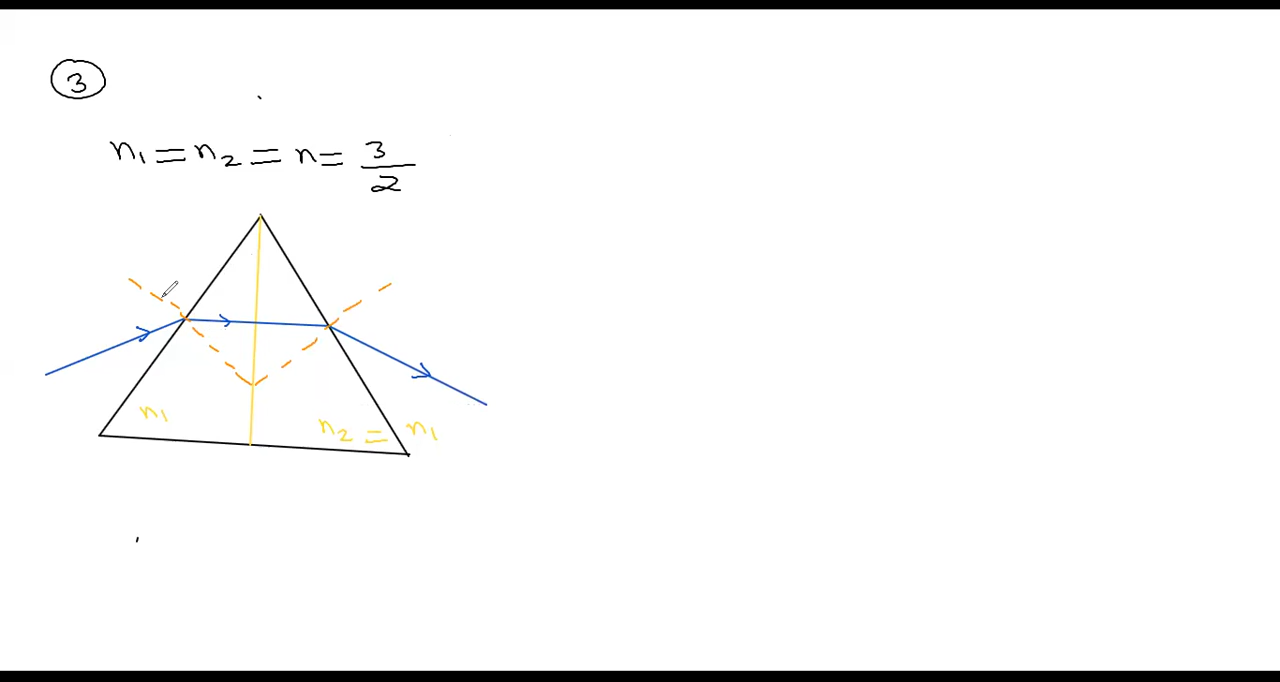 3
n₁ = n₂ = n = 3/2
n₁
n₂ = n₁